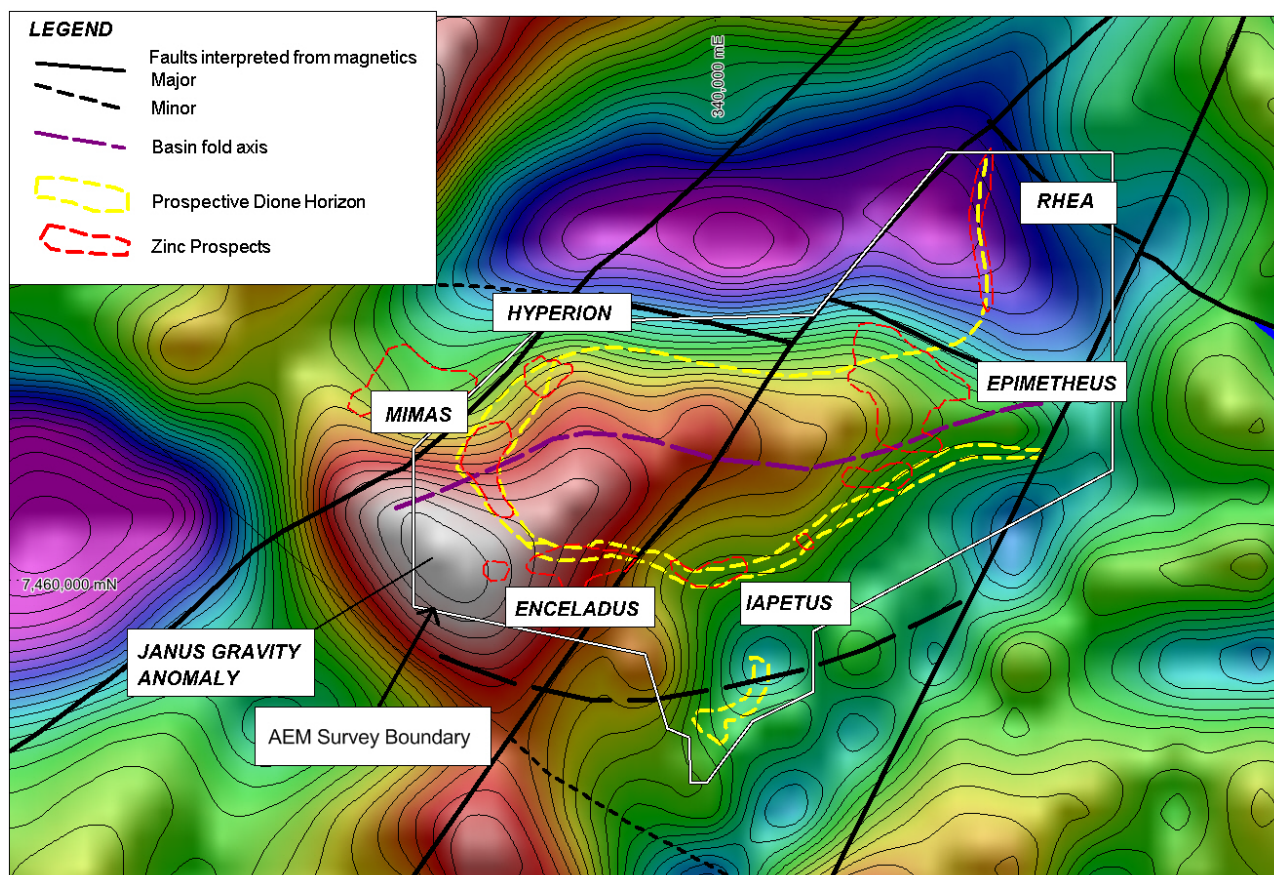 LEGEND
Faults interpreted from magnetics
Major
Minor
Basin fold axis
Prospective Dione Horizon
Zinc Prospects
340,000 mE
RHEA
HYPERION
EPIMETHEUS
MIMAS
7,460,000 mN
ENCELADUS
IAPETUS
JANUS GRAVITY
ANOMALY
AEM Survey Boundary